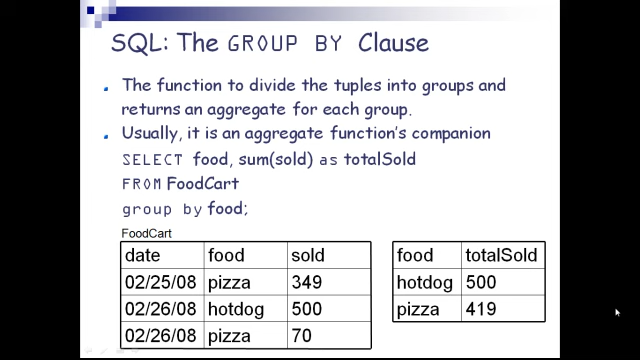 SQL: The GROUP BY Clause
The function to divide the tuples into groups and
returns an aggregate for each group.
Usually, it is an aggregate function's companion
SELECT food, sum(sold) as totalSold
FROM FoodCart
group by food;
FoodCart
date food sold
02/25/08 pizza 349
02/26/08 hotdog 500
02/26/08 pizza 70
food totalSold
hotdog 500
pizza 419